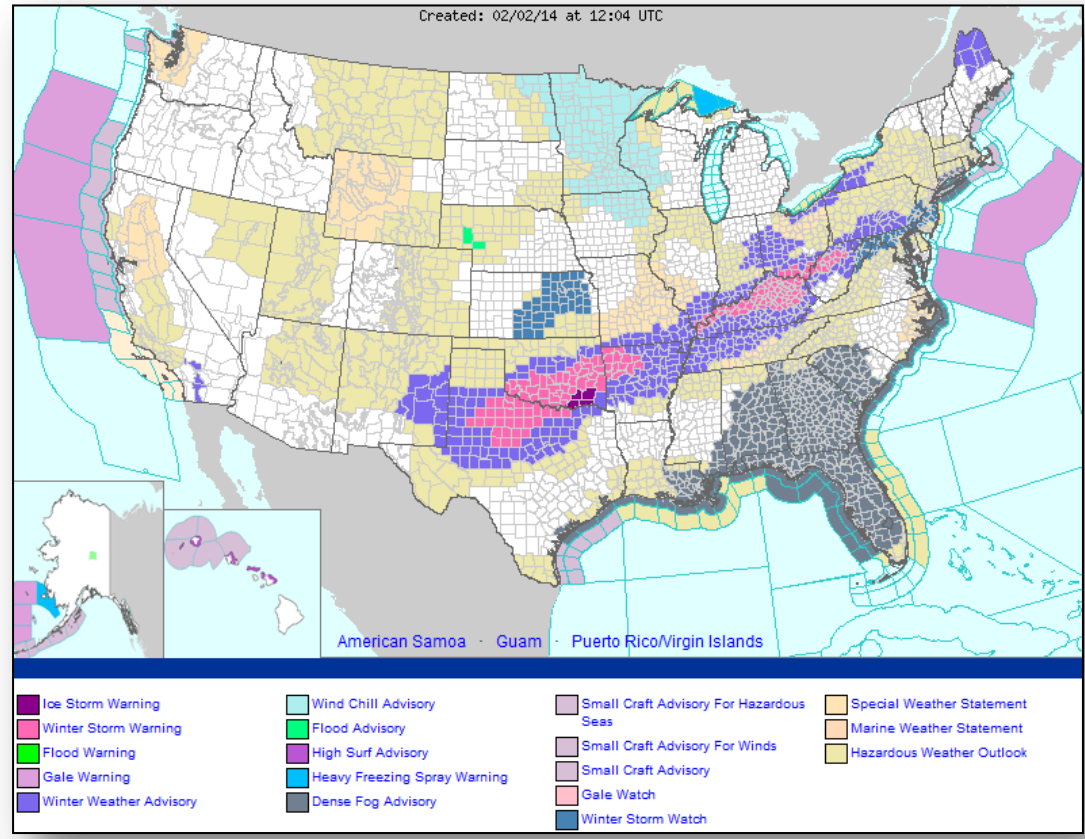 Created: 02/02/14 at 12:04 UTC
American Samoa - Guam - Puerto Rico/Virgin Islands
Ice Storm Warning
Winter Storm Warning
Flood Warning
Gale Warning
Winter Weather Advisory
Wind Chill Advisory
Flood Advisory
High Surf Advisory
Heavy Freezing Spray Warning
Dense Fog Advisory
Small Craft Advisory For Hazardous
Seas
Small Craft Advisory For Winds
Small Craft Advisory
Gale Watch
Winter Storm Watch
Special Weather Statement
Marine Weather Statement
Hazardous Weather Outlook